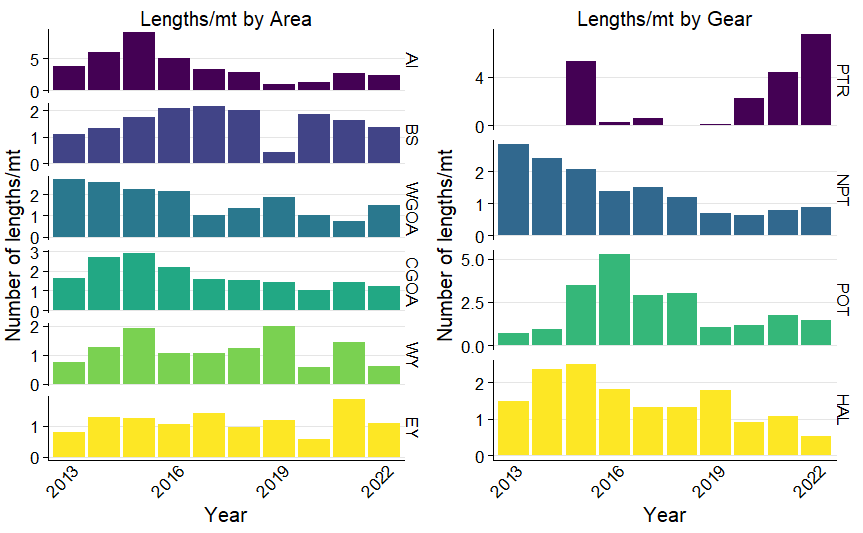 Lengths/mt by Area
Number of lengths/mt
5
0
AI
2
1
0
BS
2
1
0
WGOA
3
2
1
0
CGOA
2
1
0
WY
1
0
EY
2013
2016
2019
2022
Year
Lengths/mt by Gear
Number of lengths/mt
4
0
PTR
2
1
0
NPT
5.0
2.5
0.0
POT
2
1
0
HAL
2013
2016
2019
2022
Year